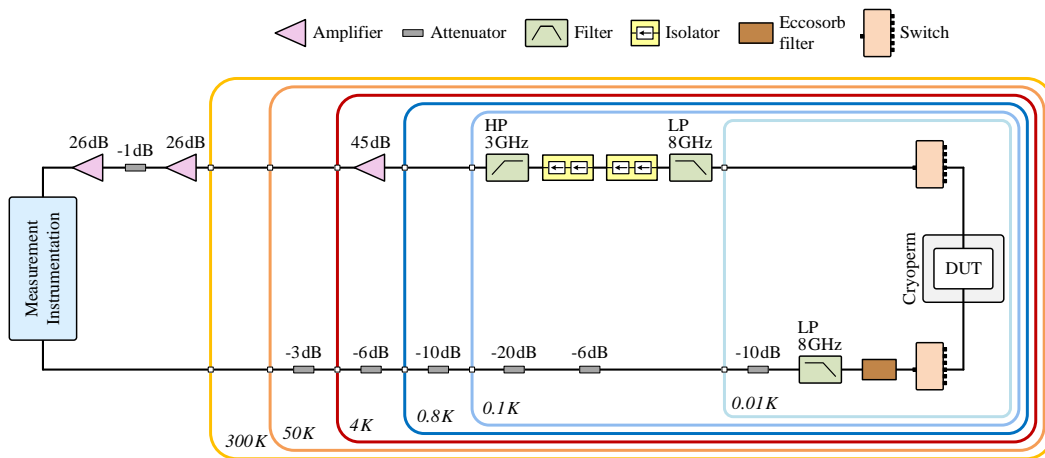 Amplifier
Attenuator
Filter
Isolator
Eccosorb
filter
Switch
26dB
-1dB
26dB
45dB
HP
3GHz
LP
8GHz
Measurement
Instrumentation
Cryoperm
DUT
-3dB
-6dB
-10dB
-20dB
-6dB
-10dB
LP
8GHz
300K
50K
4K
0.8K
0.1K
0.01K